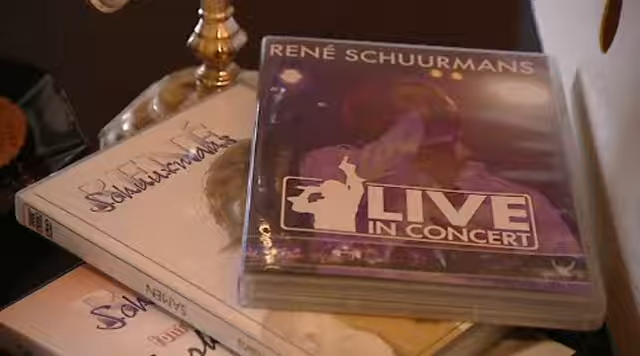 RENÉ SCHUURMANS
LIVE
IN CONCERT
RENÉ
Schuurmans
SAMEN